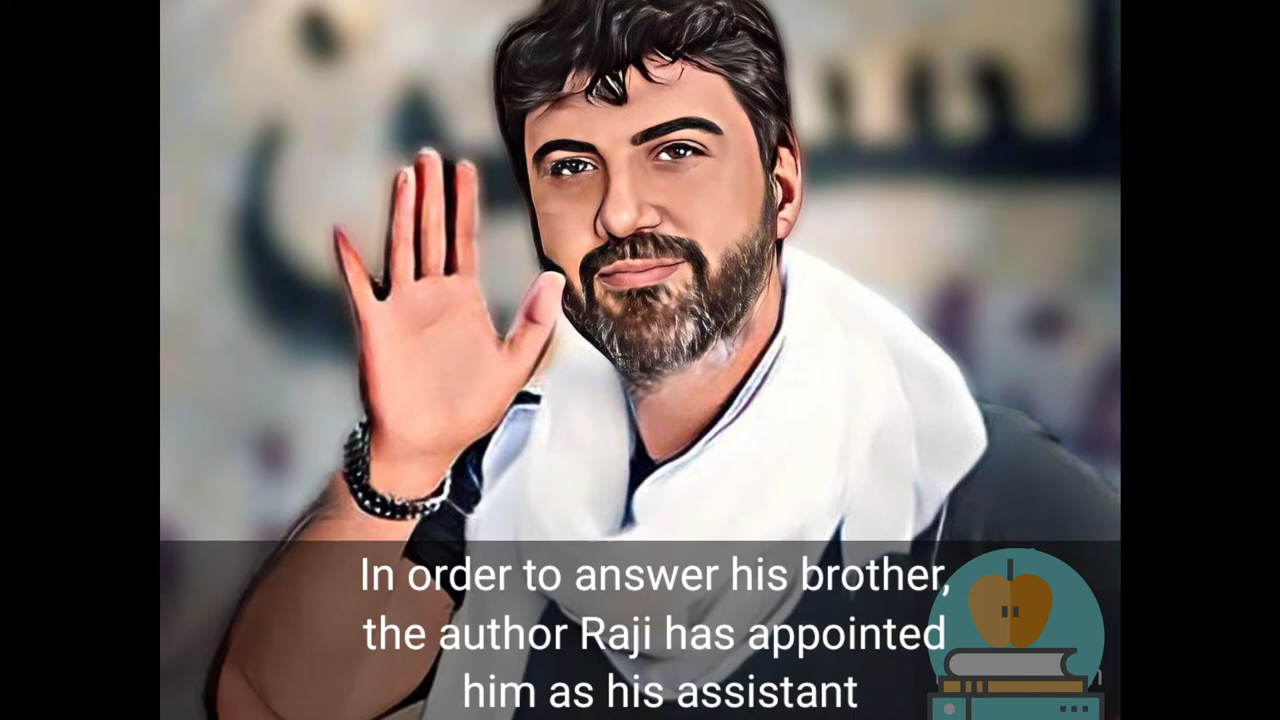 In order to answer his brother,
the author Raji has appointed
him as his assistant